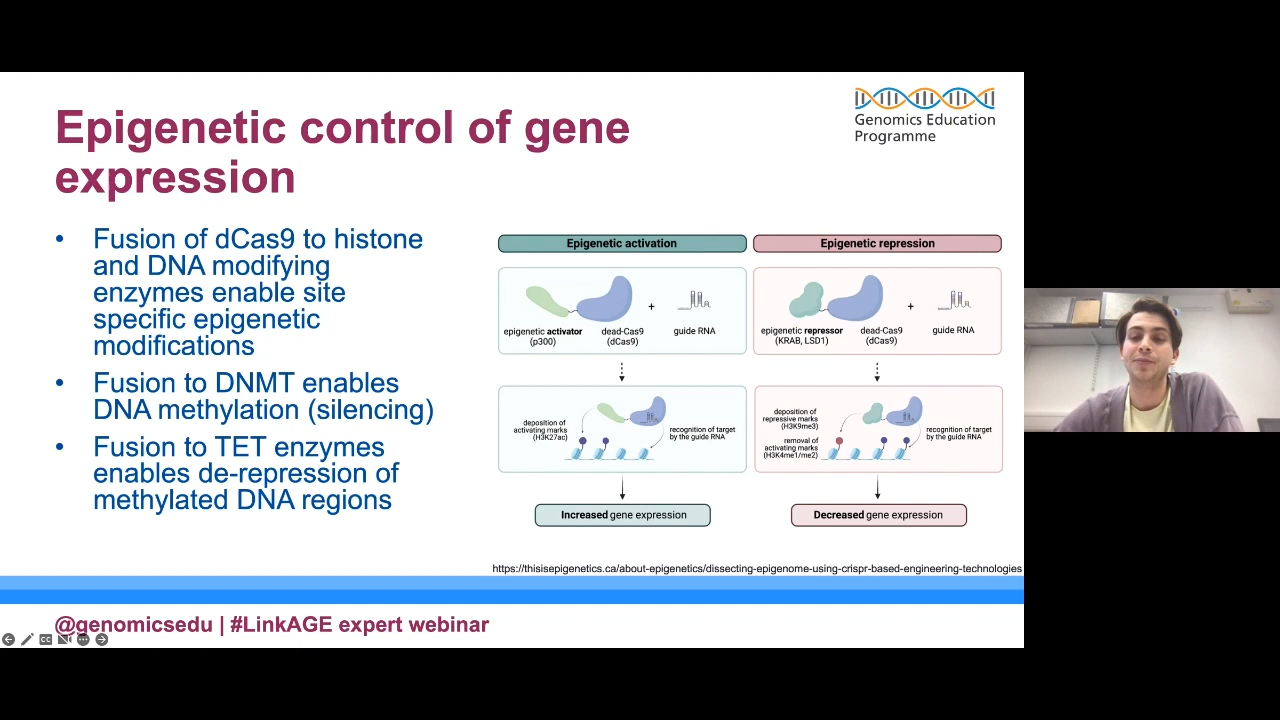 Genomics Education
Programme
Epigenetic control of gene
expression
• Fusion of dCas9 to histone
and DNA modifying
enzymes enable site
specific epigenetic
modifications
• Fusion to DNMT enables
DNA methylation (silencing)
• Fusion to TET enzymes
enables de-repression of
methylated DNA regions
Epigenetic activation
epigenetic activator
(p300)
+
dead-Cas9
(dCas9)
guide RNA
deposition of
activating marks
(H3K27ac)
recognition of target
by the guide RNA
Increased gene expression
Epigenetic repression
epigenetic repressor
(KRAB, LSD1)
+
dead-Cas9
(dCas9)
guide RNA
deposition of
repressive marks
(H3K9me3)
removal of
activating marks
(H3K4me1/me2)
recognition of target
by the guide RNA
Decreased gene expression
https://thisisepigenetics.ca/about-epigenetics/dissecting-epigenome-using-crispr-based-engineering-technologies
@genomicsedu | #LinkAGE expert webinar
CC